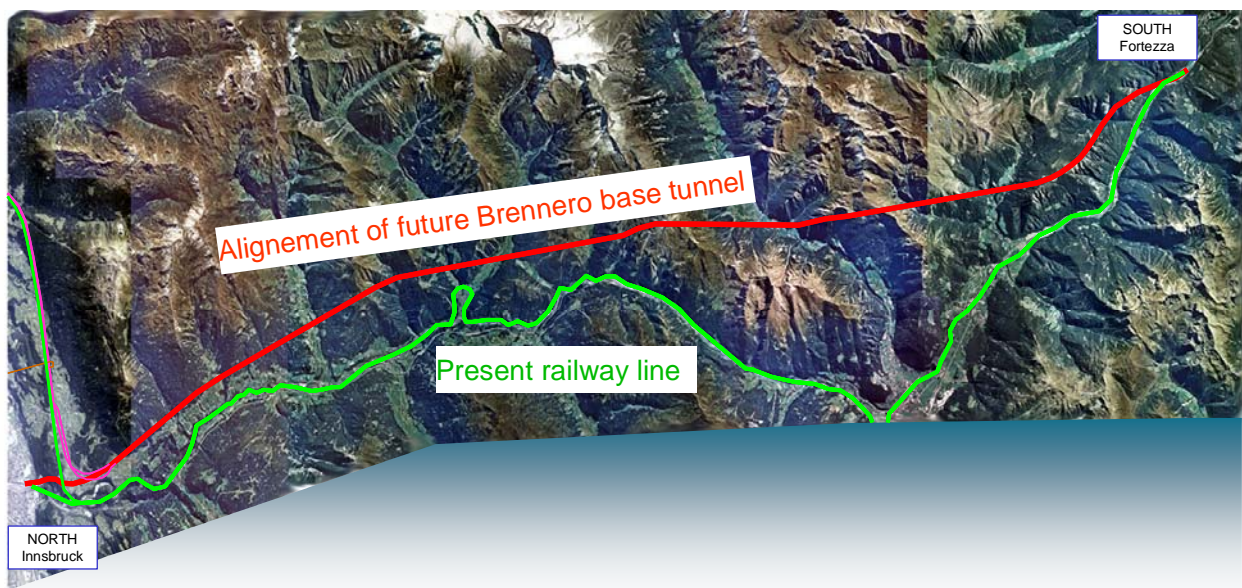 SOUTH
Fortezza
Alignement of future Brennero base tunnel
Present railway line
NORTH
Innsbruck